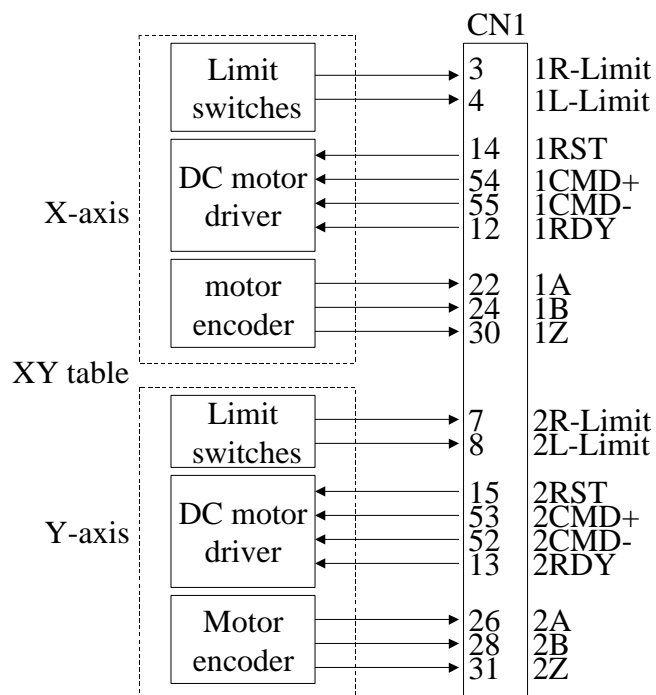 CN1
Limit
switches
3 1R-Limit
4 1L-Limit
X-axis
DC motor
driver
14 1RST
54 1CMD+
55 1CMD-
12 1RDY
motor
encoder
22 1A
24 1B
30 1Z
XY table
Limit
switches
7 2R-Limit
8 2L-Limit
Y-axis
DC motor
driver
15 2RST
53 2CMD+
52 2CMD-
13 2RDY
Motor
encoder
26 2A
28 2B
31 2Z